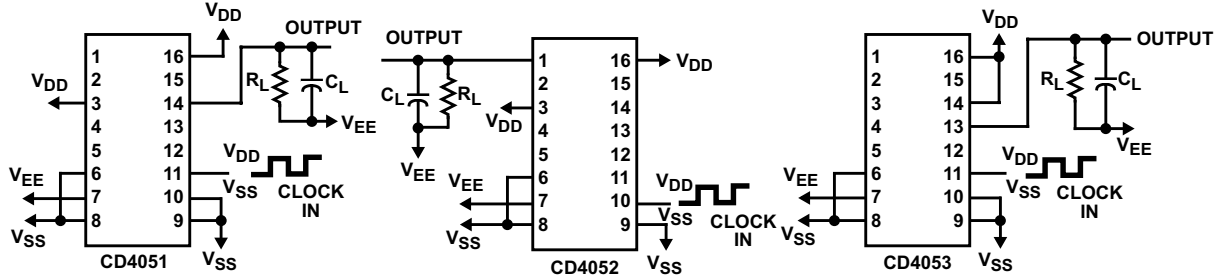 OUTPUT
VDD
VDD
1 16
2 15
3 14
4 13
5 12
6 11
7 10
8 9
RL
CL
VEE
VDD
VSS
CLOCK
IN
VEE
VSS
VSS
CD4051
OUTPUT
CL
RL
VDD
VEE
1 16
2 15
3 14
4 13
5 12
6 11
7 10
8 9
VDD
VDD
VSS
CLOCK
IN
VEE
VSS
VSS
CD4052
VDD
OUTPUT
1 16
2 15
3 14
4 13
5 12
6 11
7 10
8 9
RL
CL
VEE
VDD
VSS
CLOCK
IN
VEE
VSS
VSS
CD4053